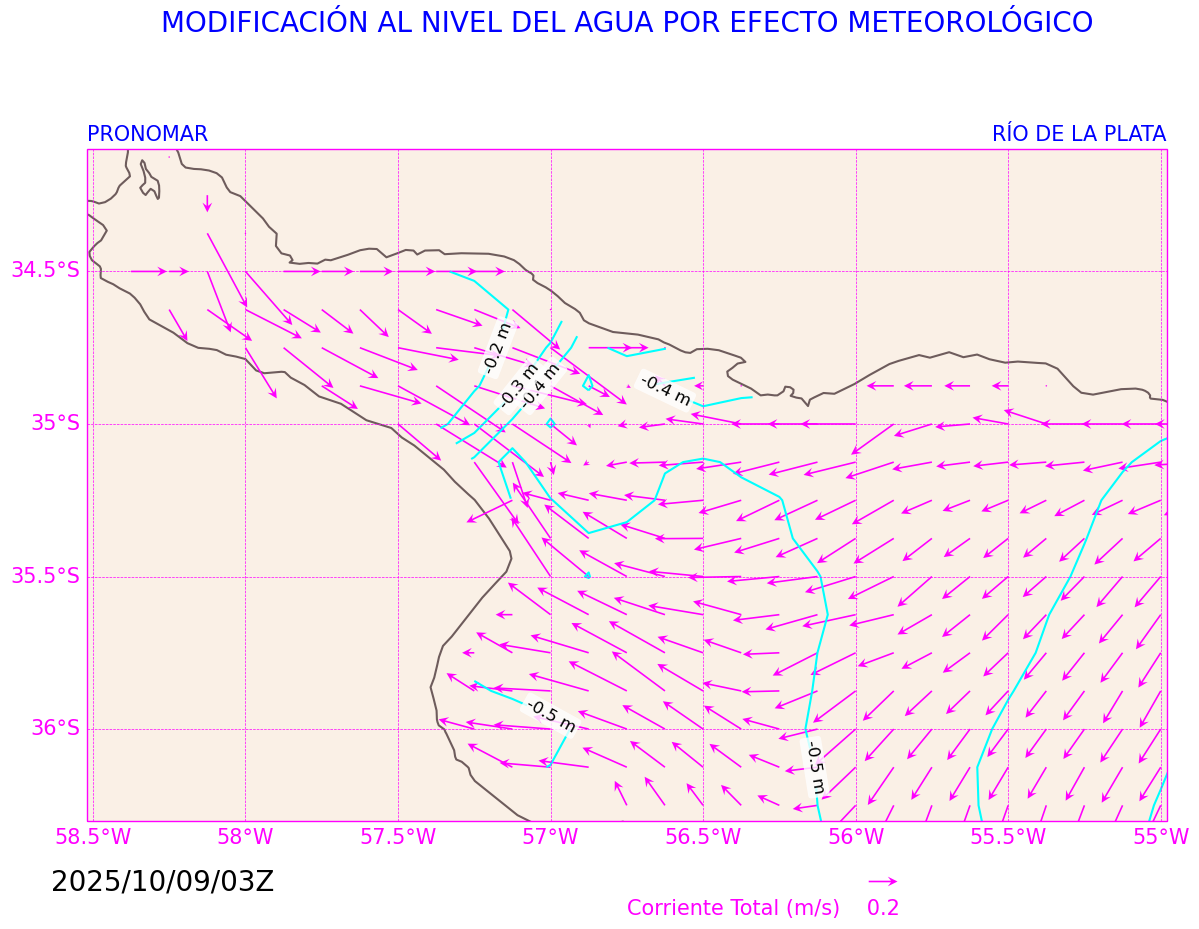 MODIFICACIÓN AL NIVEL DEL AGUA POR EFECTO METEOROLÓGICO
PRONOMAR
RÍO DE LA PLATA
34.5°S
-0.2 m
-0.3 m
-0.4 m
-0.4 m
35°S
35.5°S
-0.5 m
36°S
-0.5 m
58.5°W 58°W 57.5°W 57°W 56.5°W 56°W 55.5°W 55°W
2025/10/09/03Z
Corriente Total (m/s) 0.2